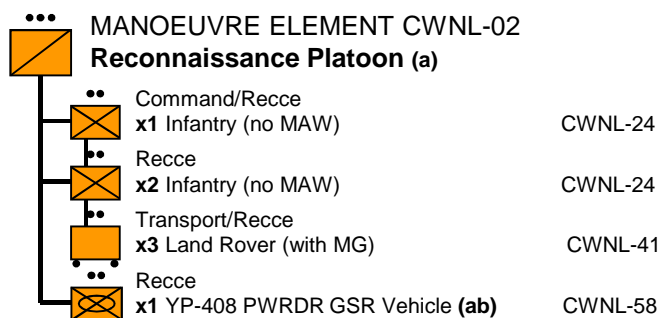 MANOEUVRE ELEMENT CWNL-02
Reconnaissance Platoon (a)
Command/Recce
x1 Infantry (no MAW) CWNL-24
Recce
x2 Infantry (no MAW) CWNL-24
Transport/Recce
x3 Land Rover (with MG) CWNL-41
Recce
x1 YP-408 PWRDR GSR Vehicle (ab) CWNL-58